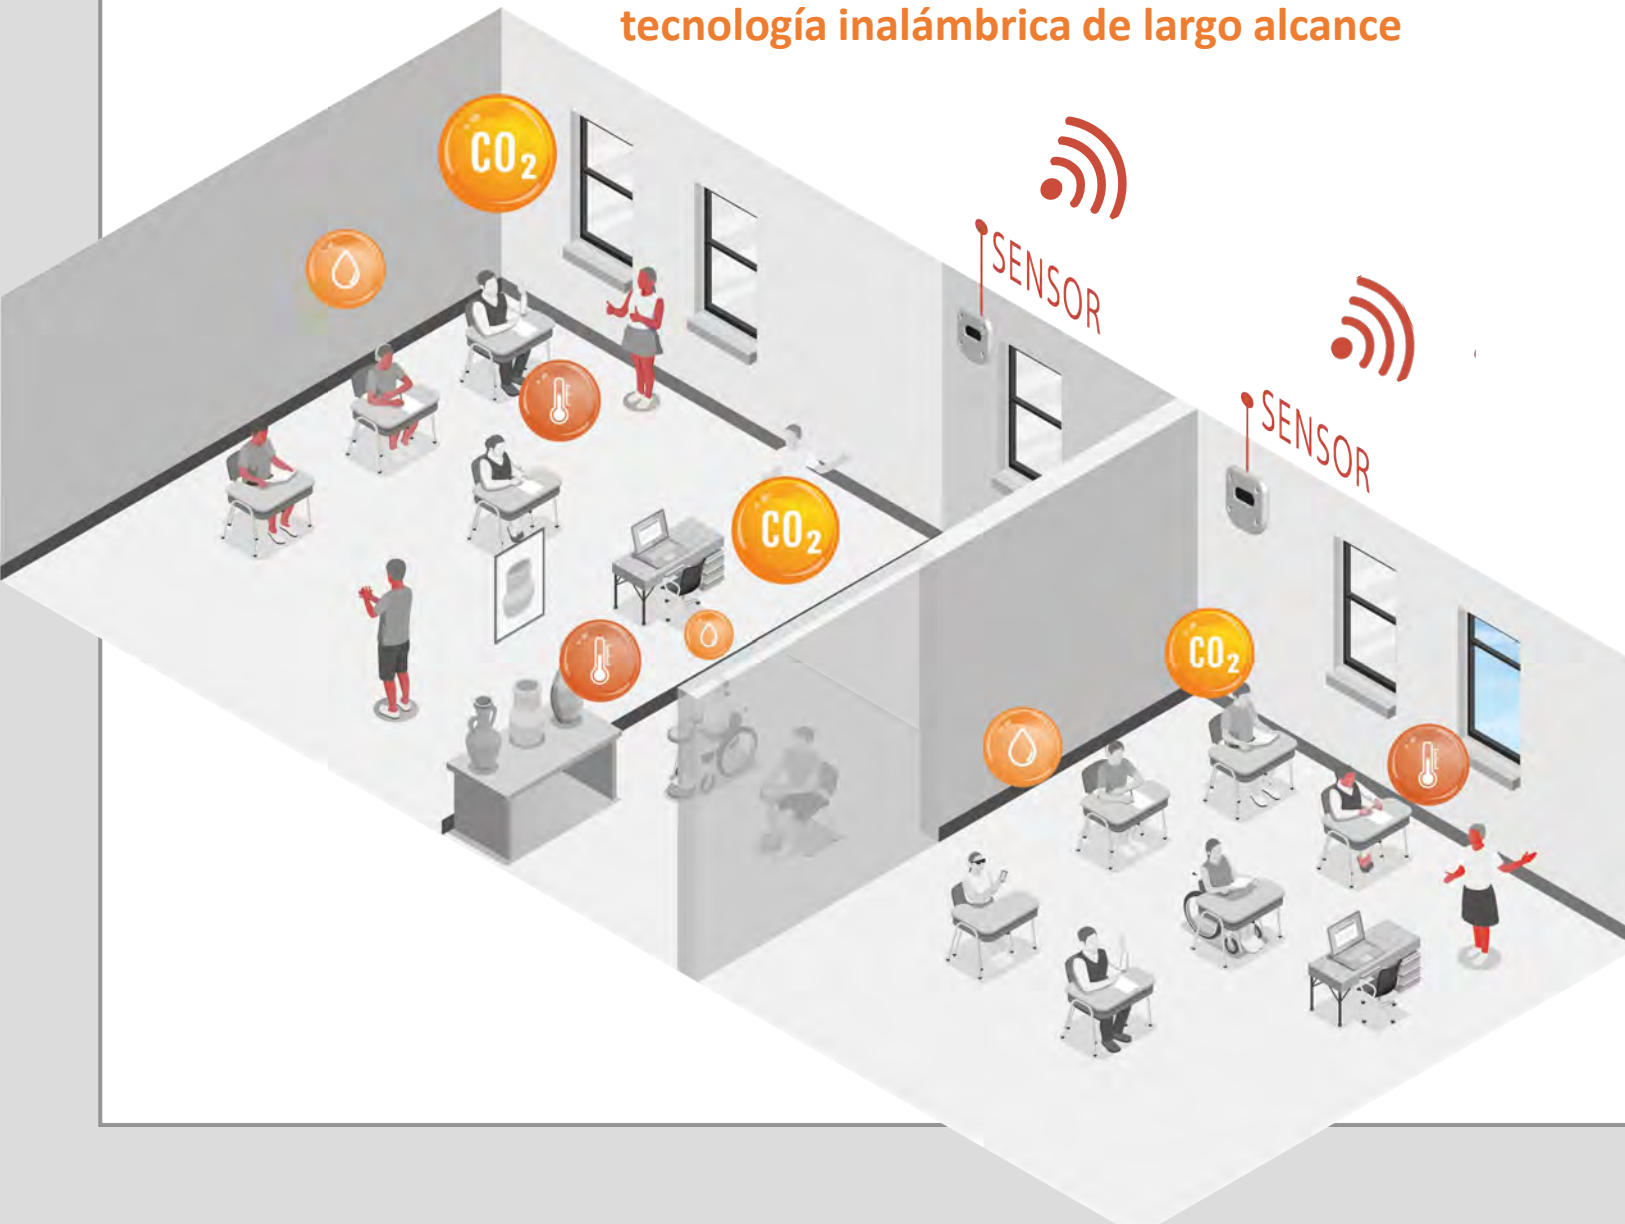 tecnología inalámbrica de largo alcance
CO₂
SENSOR
SENSOR
CO₂
CO₂